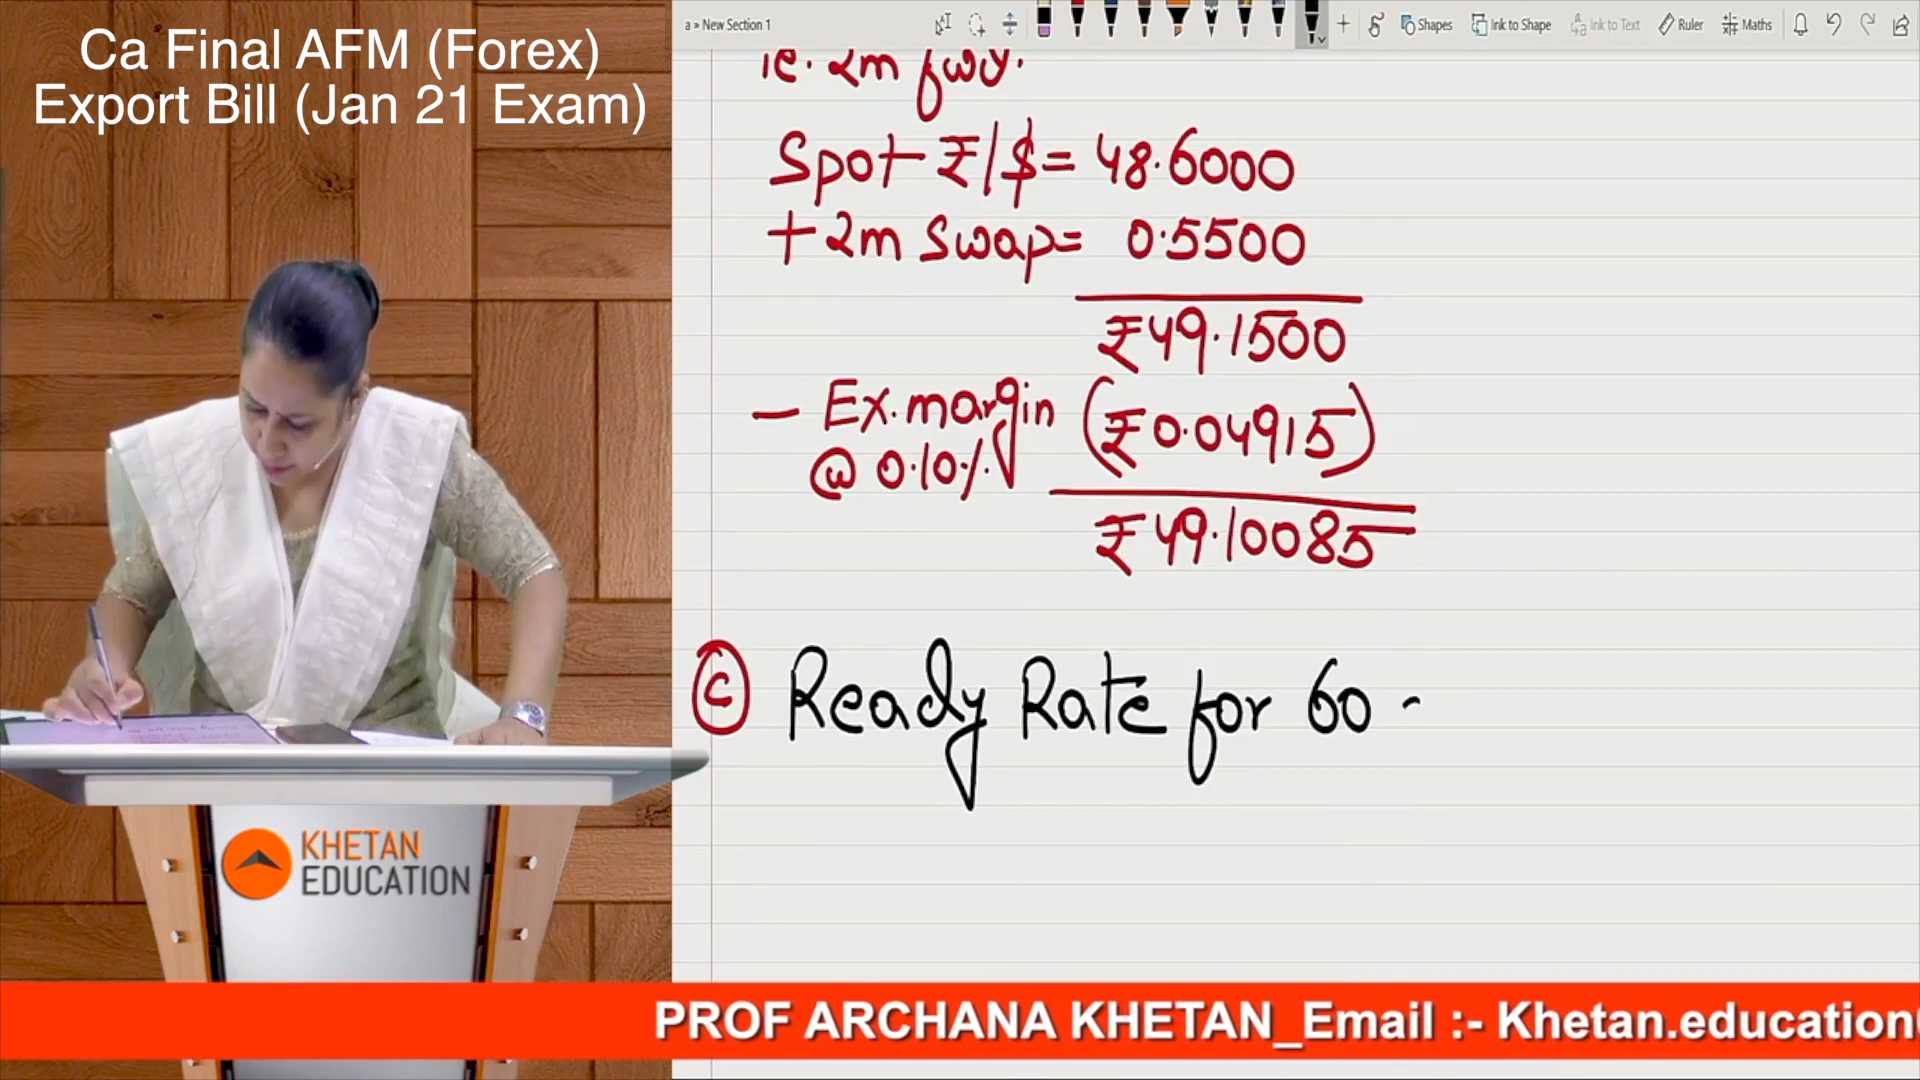 Ca Final AFM (Forex)
Export Bill (Jan 21 Exam)
a » New Section 1
Shapes
Ink to Shape
Ink to Text
Ruler
Maths
ie. 2m fwd.
Spot ₹/$ = 48.6000
+ 2m Swap = 0.5500
₹49.1500
— Ex. margin (₹0.04915)
@ 0.10%
₹49.10085
(c) Ready Rate for 60 -
KHETAN
EDUCATION
PROF ARCHANA KHETAN_Email :- Khetan.education